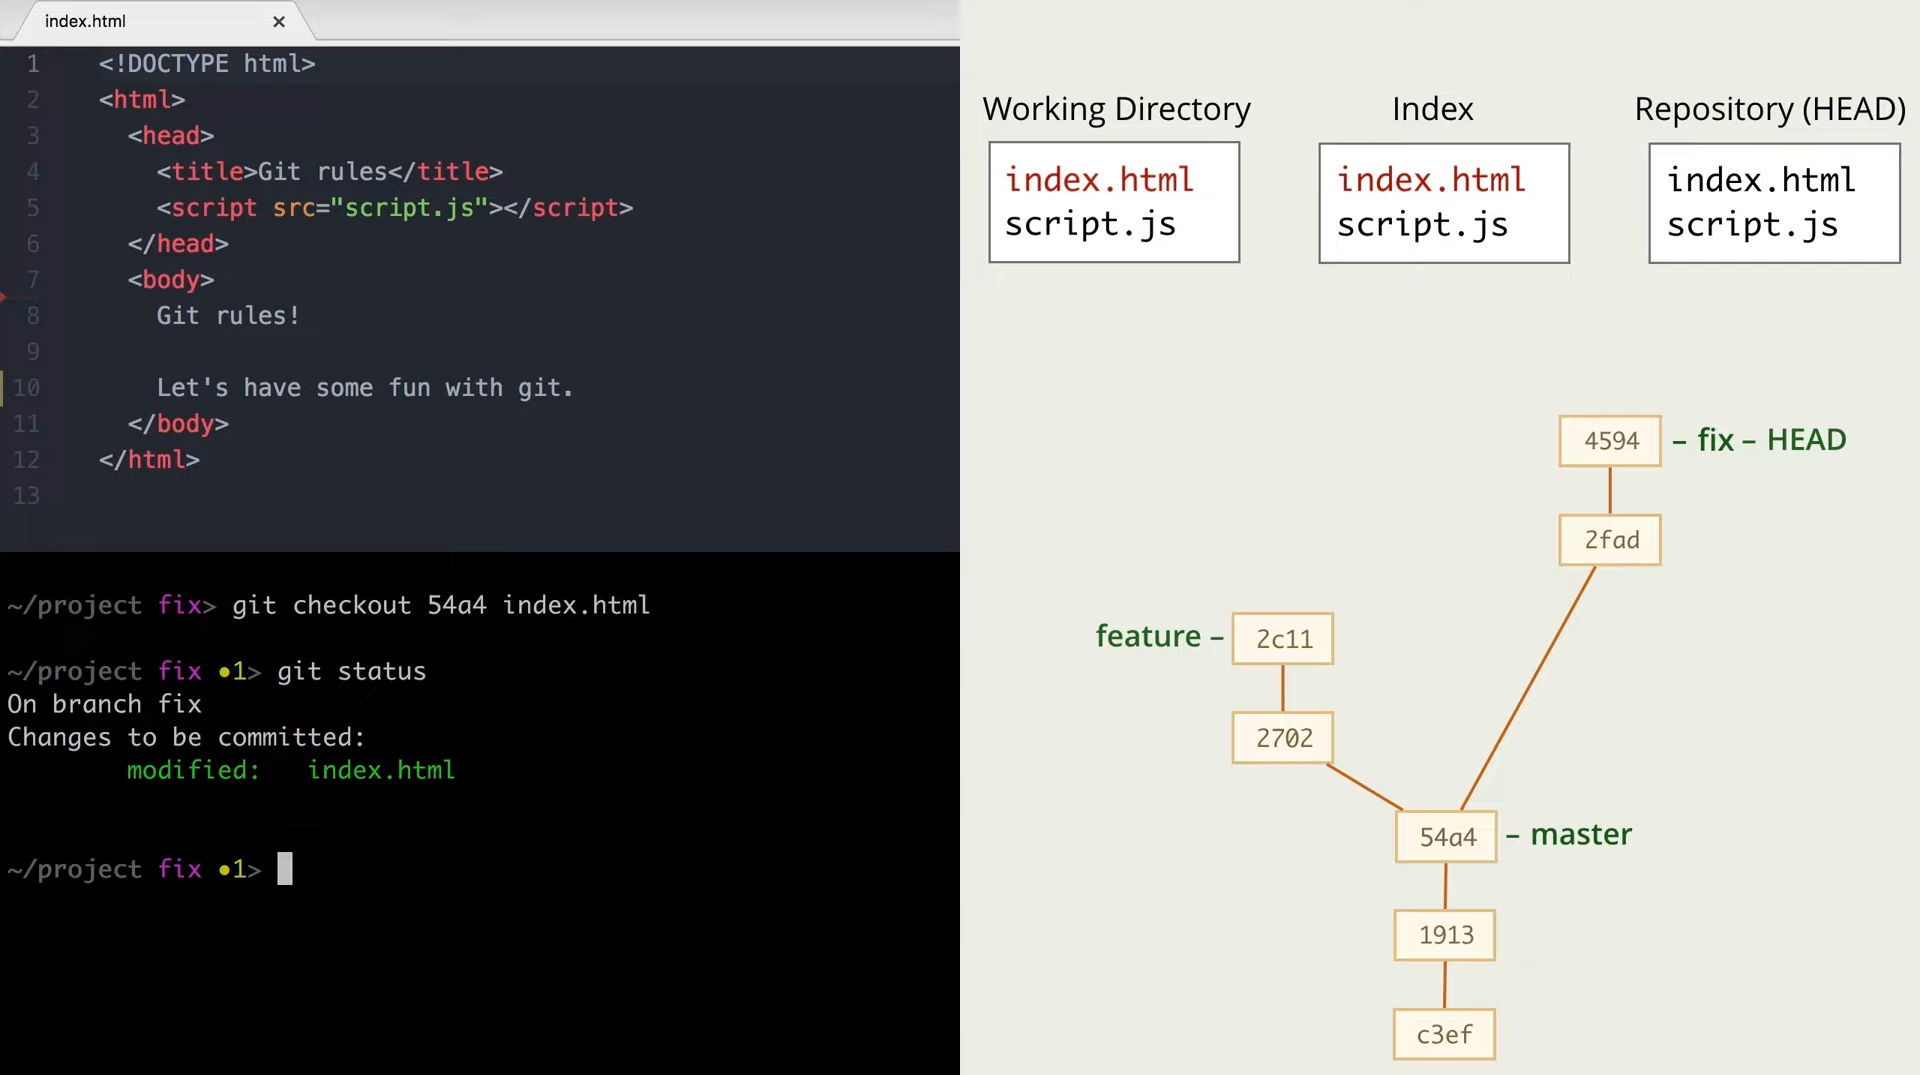 index.html ×
1 <!DOCTYPE html>
2 <html>
3 <head>
4 <title>Git rules</title>
5 <script src="script.js"></script>
6 </head>
7 <body>
8 Git rules!
9
10 Let's have some fun with git.
11 </body>
12 </html>
13
~/project fix> git checkout 54a4 index.html
~/project fix ●1> git status
On branch fix
Changes to be committed:
modified: index.html
~/project fix ●1>
Working Directory
index.html
script.js
Index
index.html
script.js
Repository (HEAD)
index.html
script.js
4594 – fix – HEAD
2fad
feature – 2c11
2702
54a4 – master
1913
c3ef